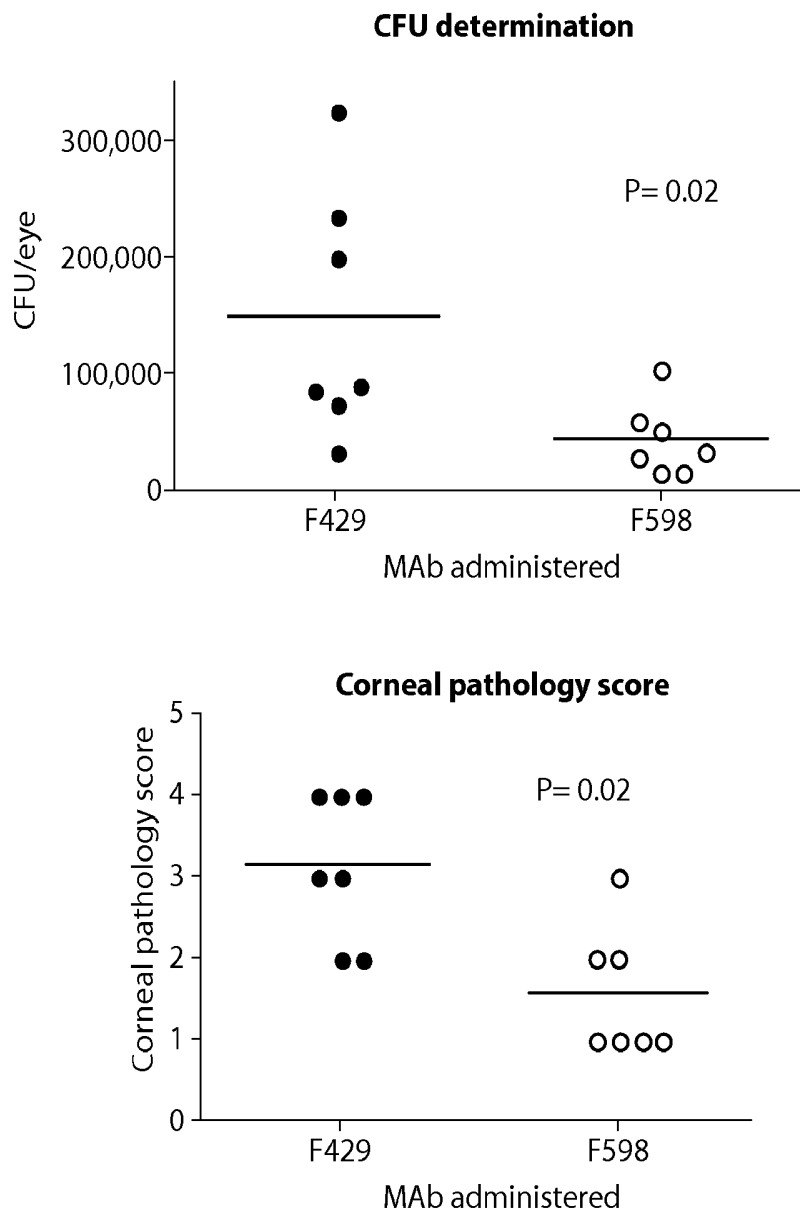 CFU determination
300,000
200,000
100,000
0
CFU/eye
P= 0.02
F429
F598
MAb administered
Corneal pathology score
5
4
3
2
1
0
Corneal pathology score
P= 0.02
F429
F598
MAb administered